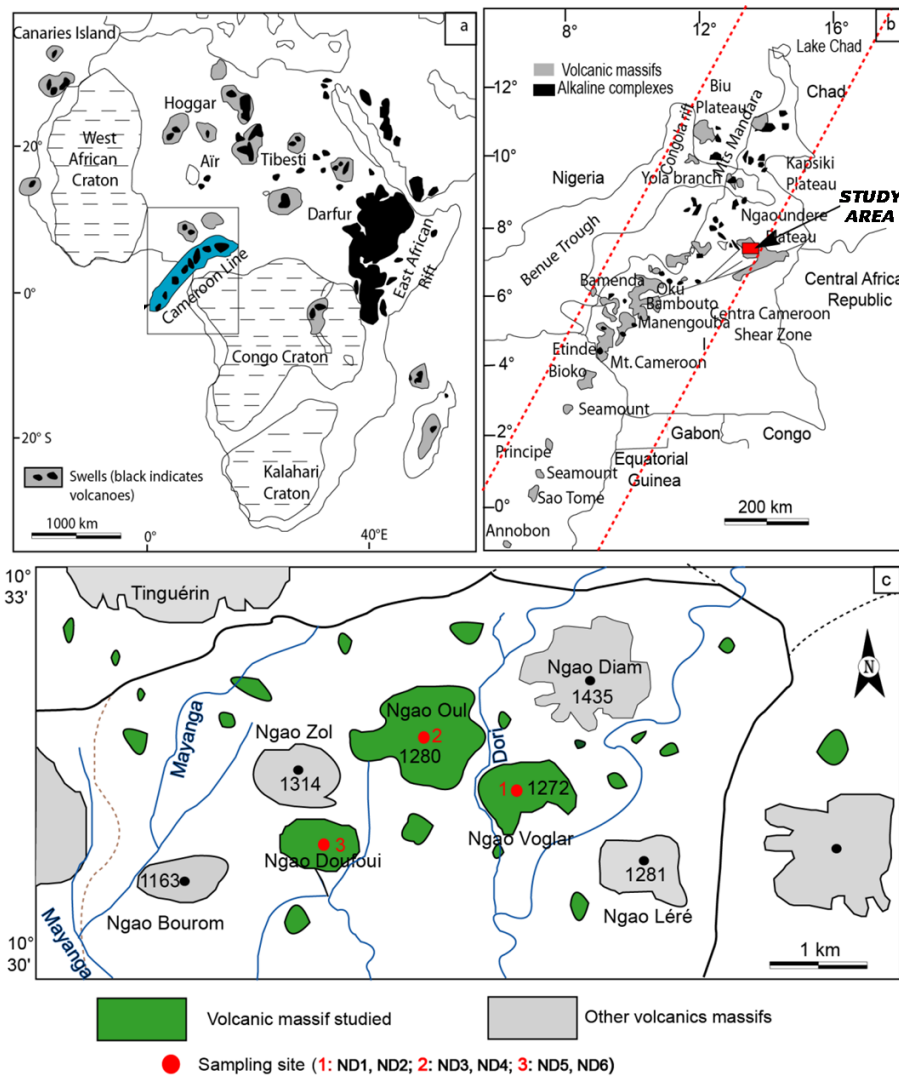 a
Canaries Island
Hoggar
West
African
Craton
20°
Aïr
Tibesti
Darfur
East African
Rift
Cameroon Line
0°
Congo Craton
20° S
Kalahari
Craton
Swells (black indicates
volcanoes)
1000 km
0°
40°E
b
8°
12°
16°
Lake Chad
Volcanic massifs
Alkaline complexes
Biu
Plateau
Chad
12°
Congola rift
Mts Mandara
10°
Kapsiki
Plateau
Yola branch
Nigeria
STUDY
AREA
Ngaoundere
Plateau
8°
Benue Trough
Central Africa
Republic
Bamenda
Oku
6°
Bambouto
Centra Cameroon
Manengouba
Shear Zone
Etinde
4°
Mt. Cameroon
Bioko
Seamount
2°
Gabon
Congo
Principe
Equatorial
Guinea
Seamount
0°
Sao Tome
200 km
Annobon
c
10°
33'
Tinguérin
N
Ngao Diam
1435
Mayanga
Ngao Oul
2
1280
Dori
Ngao Zol
1314
1
1272
Ngao Voglar
3
Ngao Doufoui
1163
Ngao Bourom
1281
Ngao Léré
Mayanga
10°
30'
1 km
Volcanic massif studied
Other volcanics massifs
Sampling site (1: ND1, ND2; 2: ND3, ND4; 3: ND5, ND6)